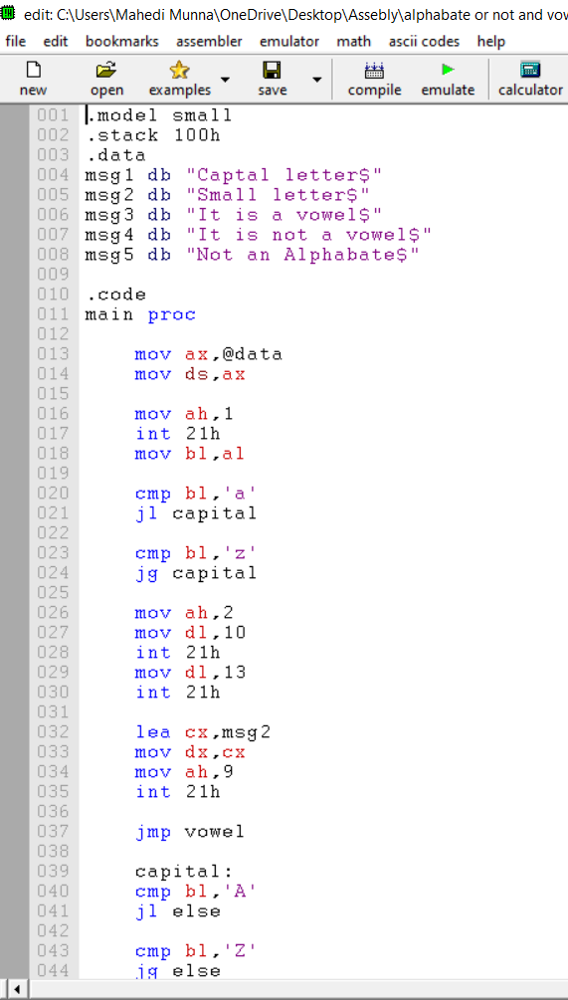 edit: C:\Users\Mahedi Munna\OneDrive\Desktop\Assebly\alphabate or not and vow
file edit bookmarks assembler emulator math ascii codes help
new open examples save compile emulate calculator
001 .model small
002 .stack 100h
003 .data
004 msg1 db "Captal letter$"
005 msg2 db "Small letter$"
006 msg3 db "It is a vowel$"
007 msg4 db "It is not a vowel$"
008 msg5 db "Not an Alphabate$"
009
010 .code
011 main proc
012
013 mov ax,@data
014 mov ds,ax
015
016 mov ah,1
017 int 21h
018 mov bl,al
019
020 cmp bl,'a'
021 jl capital
022
023 cmp bl,'z'
024 jg capital
025
026 mov ah,2
027 mov dl,10
028 int 21h
029 mov dl,13
030 int 21h
031
032 lea cx,msg2
033 mov dx,cx
034 mov ah,9
035 int 21h
036
037 jmp vowel
038
039 capital:
040 cmp bl,'A'
041 jl else
042
043 cmp bl,'Z'
044 jg else